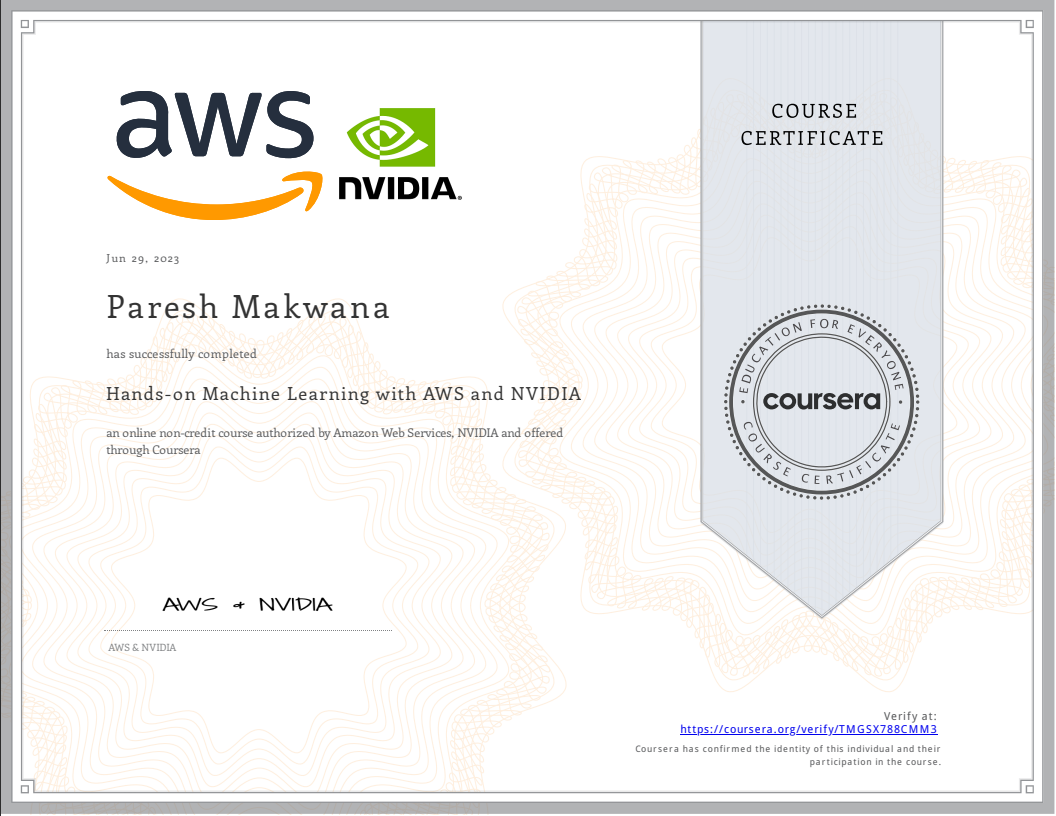 aws
NVIDIA.
COURSE
CERTIFICATE
Jun 29, 2023
Paresh Makwana
has successfully completed
Hands-on Machine Learning with AWS and NVIDIA
an online non-credit course authorized by Amazon Web Services, NVIDIA and offered
through Coursera
EDUCATION FOR EVERYONE
coursera
COURSE CERTIFICATE
AWS & NVIDIA
AWS & NVIDIA
Verify at:
https://coursera.org/verify/TMGSX788CMM3
Coursera has confirmed the identity of this individual and their
participation in the course.